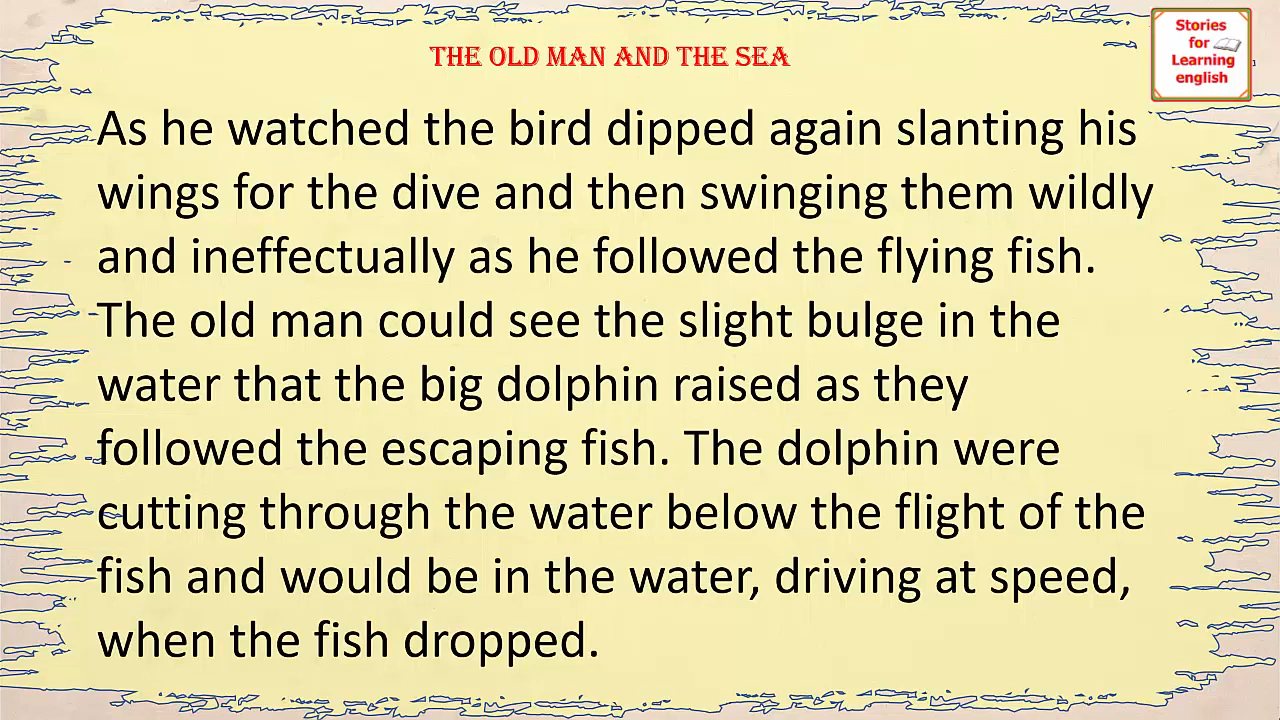 THE OLD MAN AND THE SEA
Stories
for
Learning
english
As he watched the bird dipped again slanting his
wings for the dive and then swinging them wildly
and ineffectually as he followed the flying fish.
The old man could see the slight bulge in the
water that the big dolphin raised as they
followed the escaping fish. The dolphin were
cutting through the water below the flight of the
fish and would be in the water, driving at speed,
when the fish dropped.